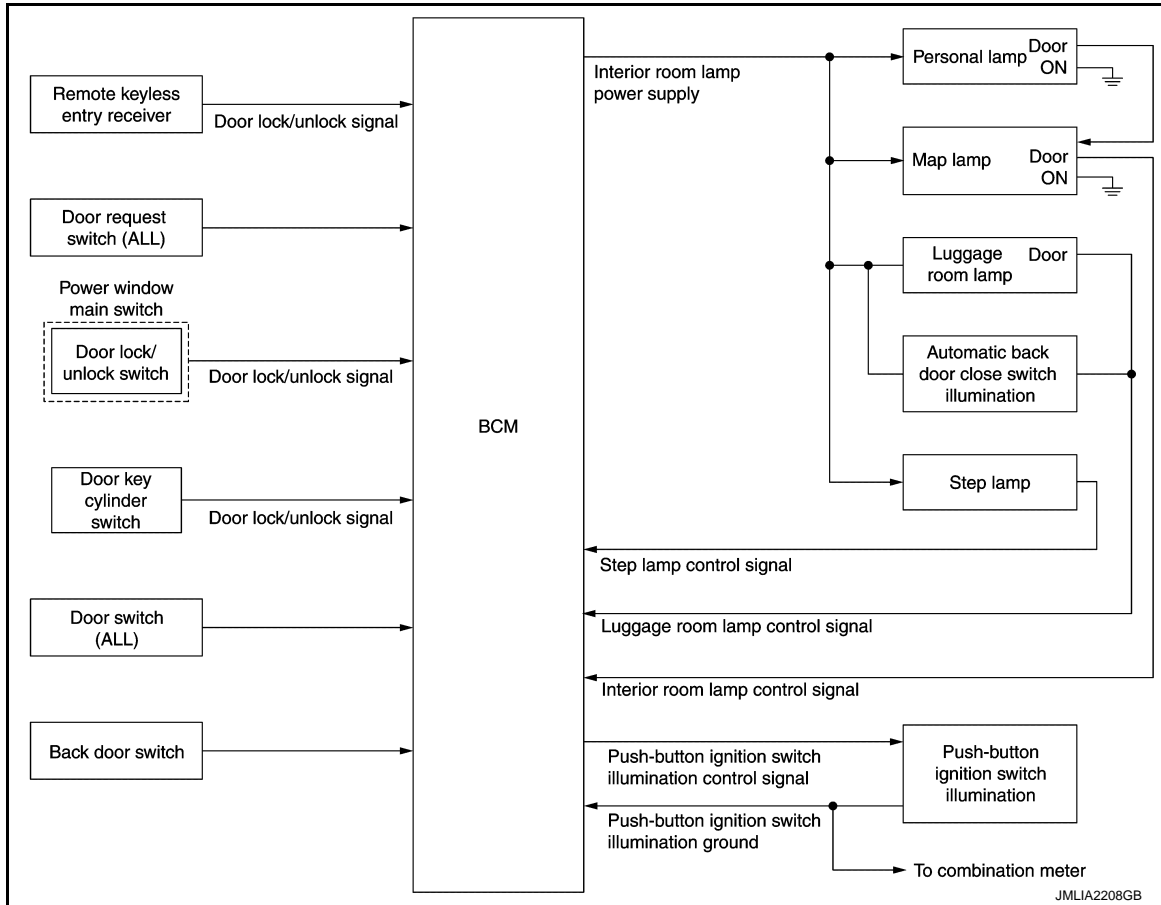 Remote keyless
entry receiver
Door lock/unlock signal
Door request
switch (ALL)
Power window
main switch
Door lock/
unlock switch
Door lock/unlock signal
Door key
cylinder
switch
Door lock/unlock signal
Door switch
(ALL)
Back door switch
BCM
Interior room lamp
power supply
Personal lamp
Door
ON
Map lamp
Door
ON
Luggage
room lamp
Door
Automatic back
door close switch
illumination
Step lamp
Step lamp control signal
Luggage room lamp control signal
Interior room lamp control signal
Push-button ignition switch
illumination control signal
Push-button
ignition switch
illumination
Push-button ignition switch
illumination ground
To combination meter
JMLIA2208GB